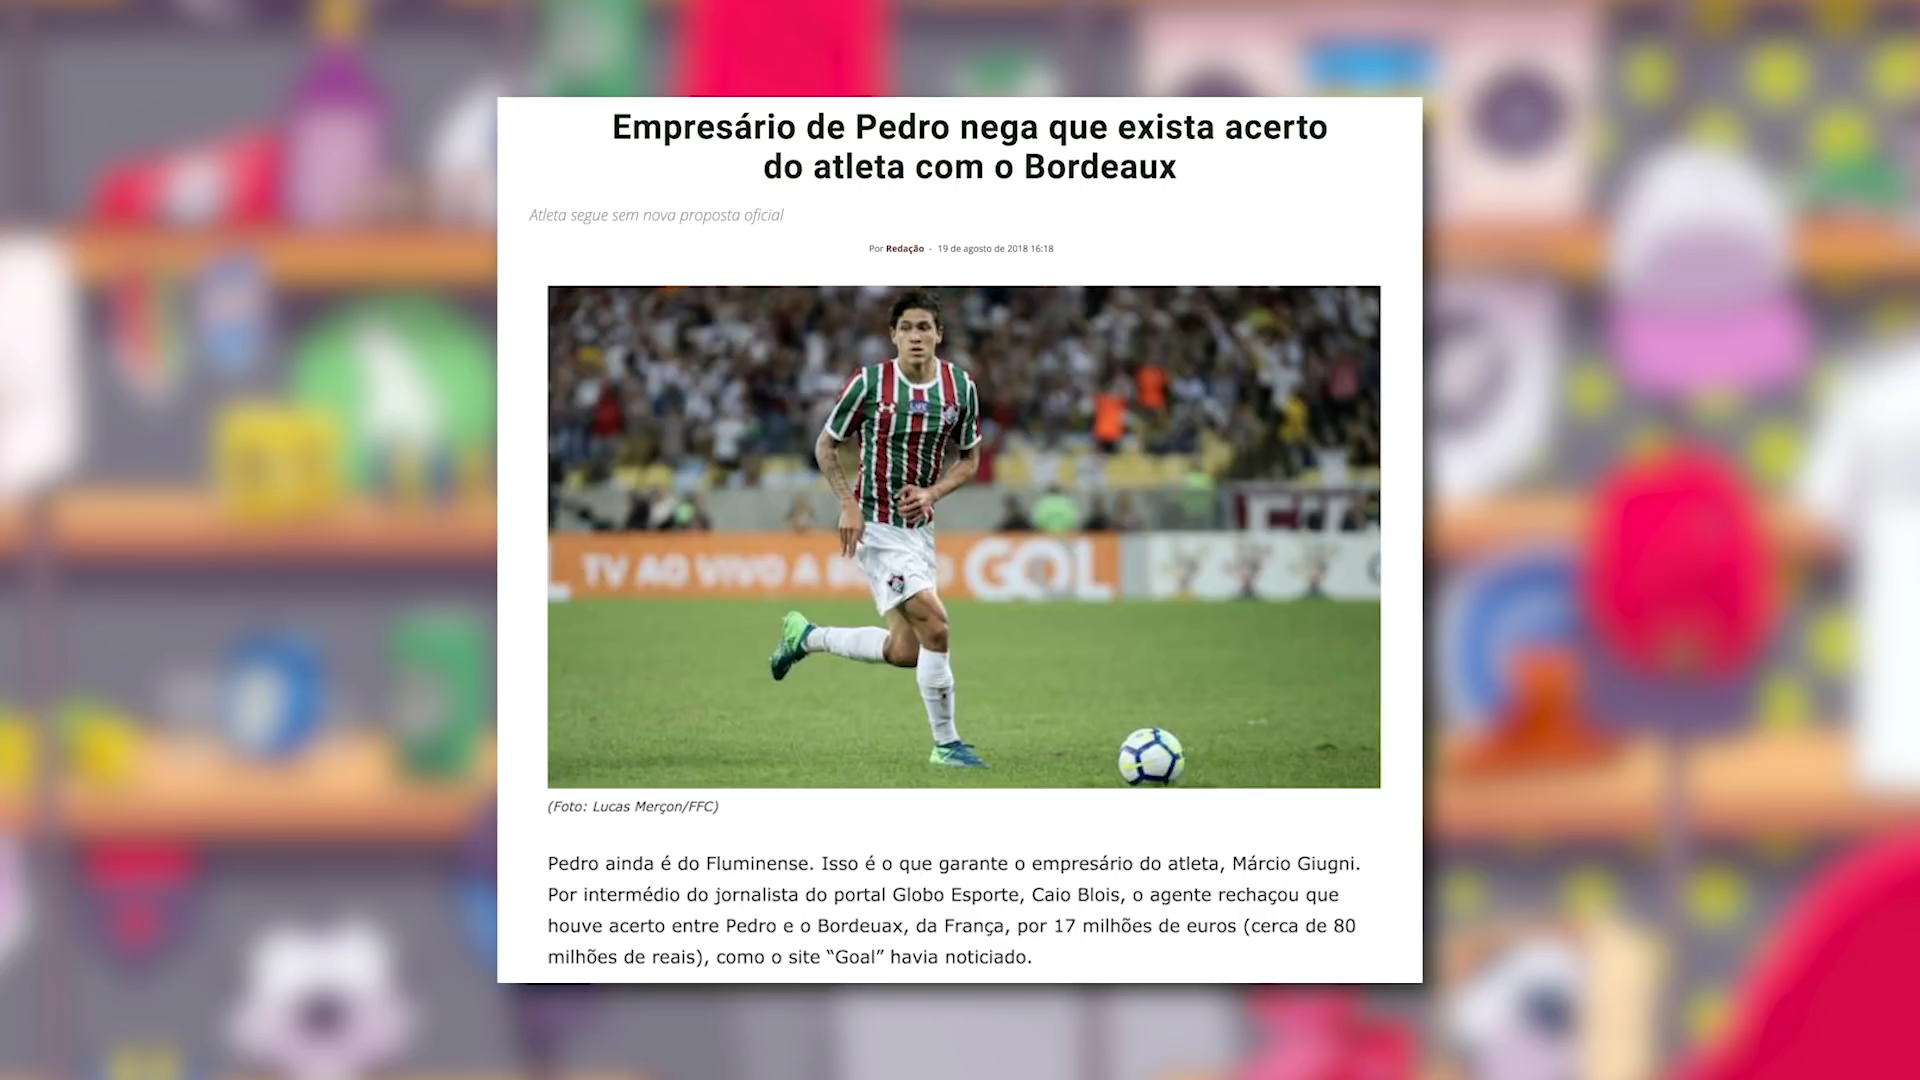 Empresário de Pedro nega que exista acerto
do atleta com o Bordeaux
Atleta segue sem nova proposta oficial
Por Redação - 19 de agosto de 2018 16:18
TV AO VIVO A
GOL
(Foto: Lucas Merçon/FFC)
Pedro ainda é do Fluminense. Isso é o que garante o empresário do atleta, Márcio Giugni.
Por intermédio do jornalista do portal Globo Esporte, Caio Blois, o agente rechaçou que
houve acerto entre Pedro e o Bordeuax, da França, por 17 milhões de euros (cerca de 80
milhões de reais), como o site “Goal” havia noticiado.